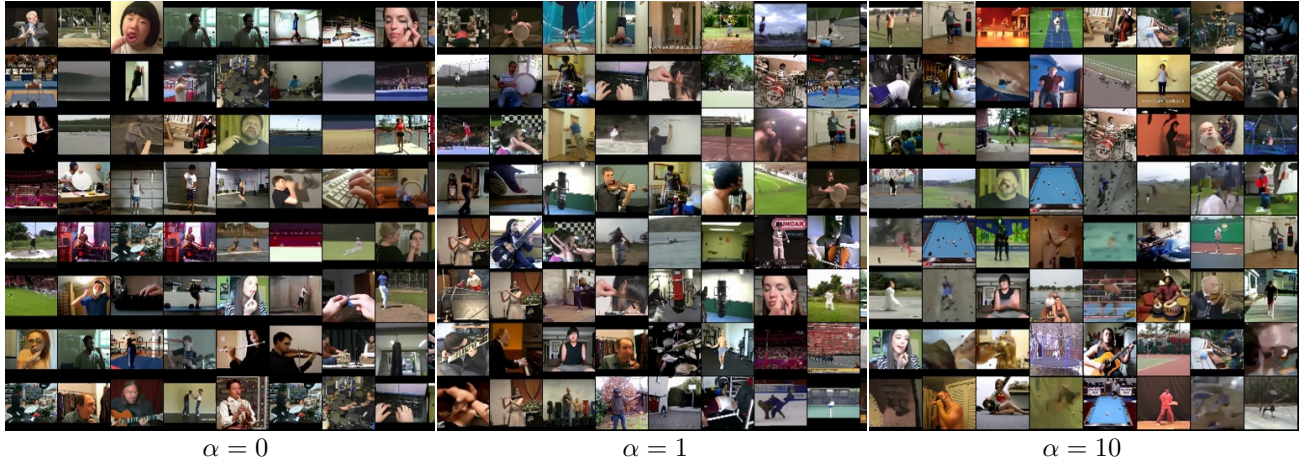 α = 0
α = 1
α = 10